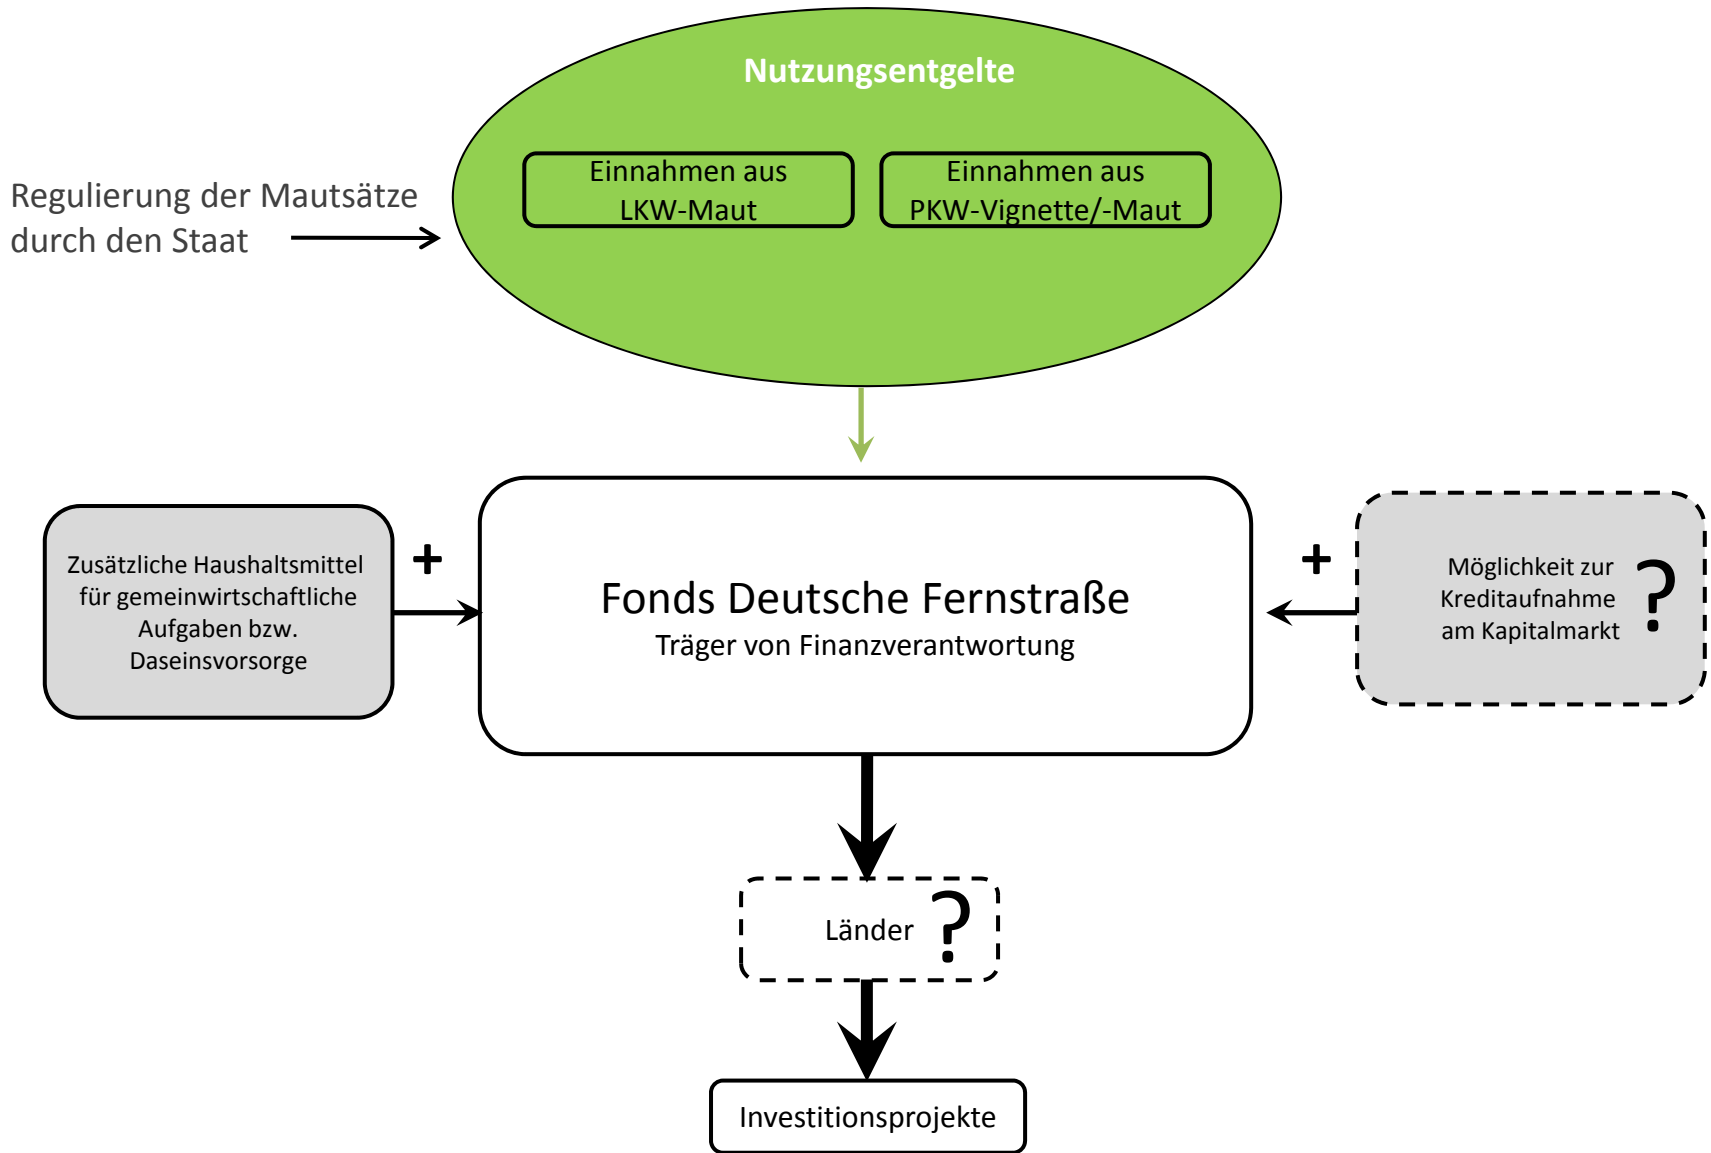 Nutzungsentgelte
Einnahmen aus
LKW-Maut
Einnahmen aus
PKW-Vignette/-Maut
Regulierung der Mautsätze
durch den Staat
Zusätzliche Haushaltsmittel
für gemeinwirtschaftliche
Aufgaben bzw.
Daseinsvorsorge
+
Fonds Deutsche Fernstraße
Träger von Finanzverantwortung
+
Möglichkeit zur
Kreditaufnahme
am Kapitalmarkt
?
Länder ?
Investitionsprojekte